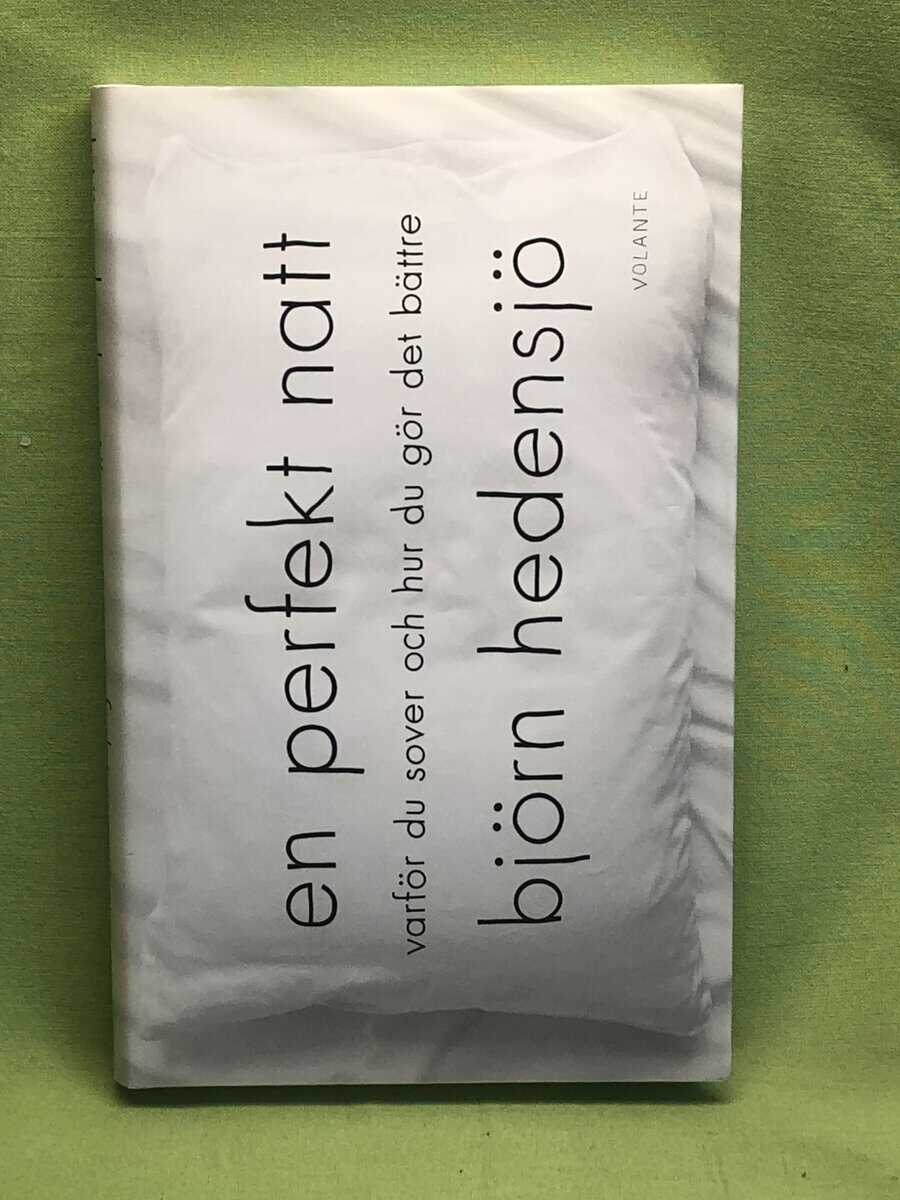 en perfekt natt
varför du sover och hur du gör det bättre
björn hedensjö
VOLANTE